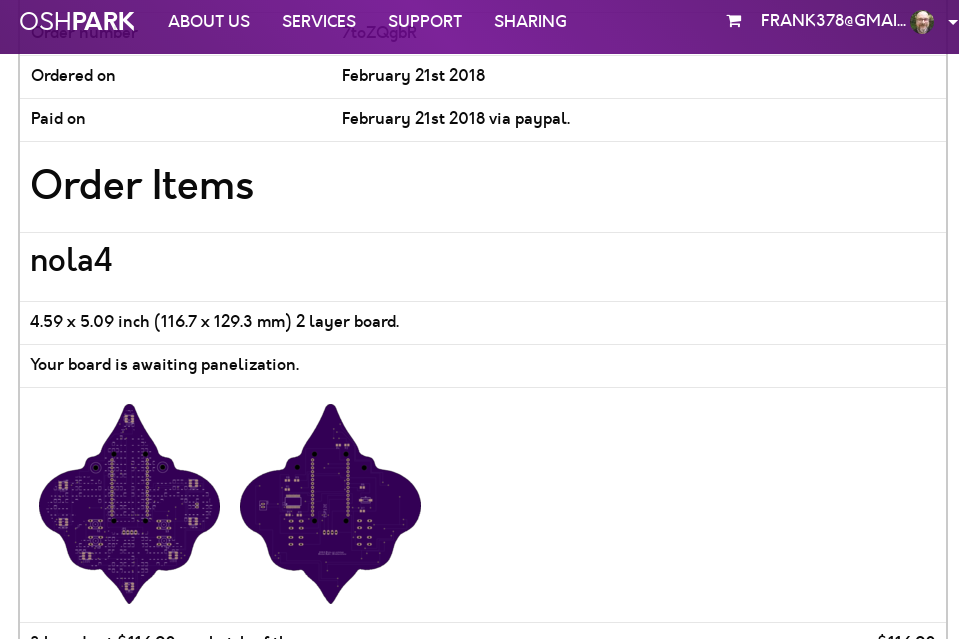 OSHPARK ABOUT US SERVICES SUPPORT SHARING FRANK378@GMAI...
Order number 7toZQgbR
Ordered on February 21st 2018
Paid on February 21st 2018 via paypal.
Order Items
nola4
4.59 x 5.09 inch (116.7 x 129.3 mm) 2 layer board.
Your board is awaiting panelization.